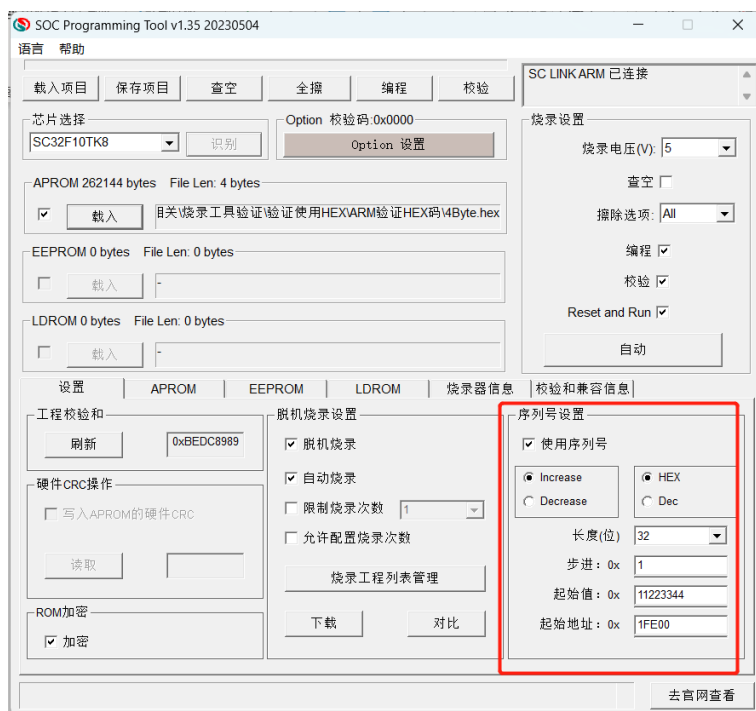 SOC Programming Tool v1.35 20230504
语言 帮助
载入项目 保存项目 查空 全擦 编程 校验
SC LINK ARM 已连接
芯片选择
SC32F10TK8 识别
Option 校验码:0x0000
Option 设置
烧录设置
烧录电压(V): 5
查空
擦除选项: All
编程
校验
Reset and Run
自动
APROM 262144 bytes File Len: 4 bytes
载入 目关\烧录工具验证\验证使用HEX\ARM验证HEX码\4Byte.hex
EEPROM 0 bytes File Len: 0 bytes
载入 -
LDROM 0 bytes File Len: 0 bytes
载入 -
设置 APROM EEPROM LDROM 烧录器信息 校验和兼容信息
工程校验和
刷新 0xBEDC8989
硬件CRC操作
写入APROM的硬件CRC
读取
ROM加密
加密
脱机烧录设置
脱机烧录
自动烧录
限制烧录次数 1
允许配置烧录次数
烧录工程列表管理
下载 对比
序列号设置
使用序列号
Increase HEX
Decrease Dec
长度(位) 32
步进: 0x 1
起始值: 0x 11223344
起始地址: 0x 1FE00
去官网查看